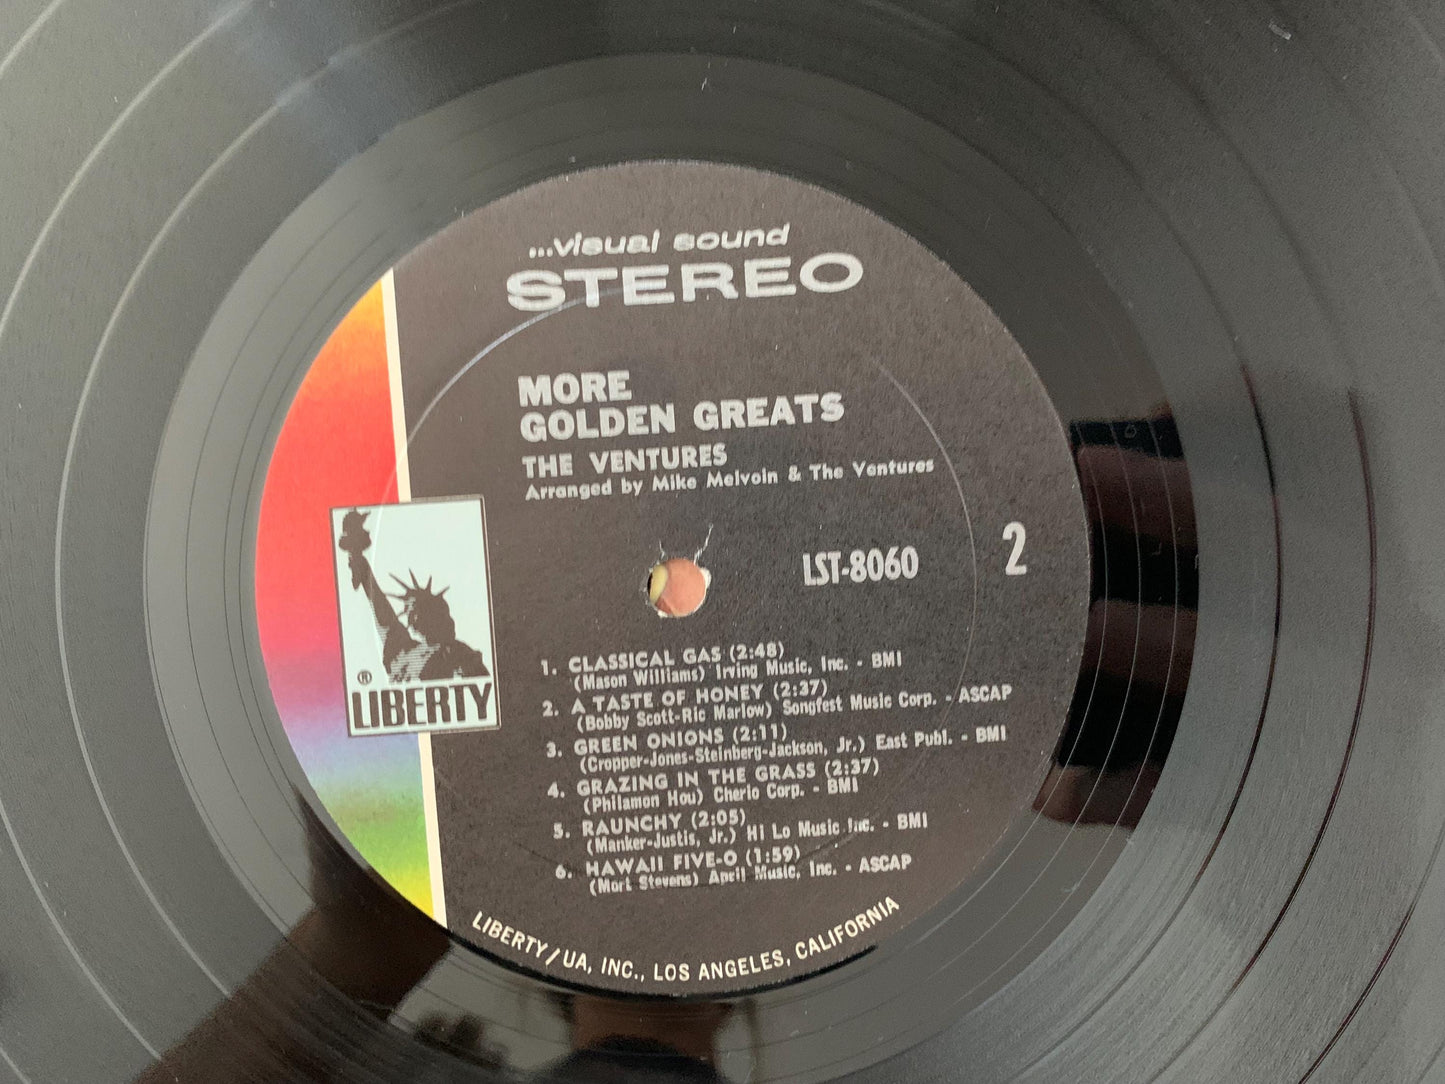 ...visual sound
STEREO
MORE
GOLDEN GREATS
THE VENTURES
Arranged by Mike Melvoin & The Ventures
LST-8060
2
®
LIBERTY
1. CLASSICAL GAS (2:48)
(Mason Williams) Irving Music, Inc. - BMI
2. A TASTE OF HONEY (2:37)
(Bobby Scott-Ric Marlow) Songfest Music Corp. - ASCAP
3. GREEN ONIONS (2:11)
(Cropper-Jones-Steinberg-Jackson, Jr.) East Publ. - BMI
4. GRAZING IN THE GRASS (2:37)
(Philamon Hou) Cherio Corp. - BMI
5. RAUNCHY (2:05)
(Manker-Justis, Jr.) Hi Lo Music Inc. - BMI
6. HAWAII FIVE-O (1:59)
(Mort Stevens) April Music, Inc. - ASCAP
LIBERTY/UA, INC., LOS ANGELES, CALIFORNIA